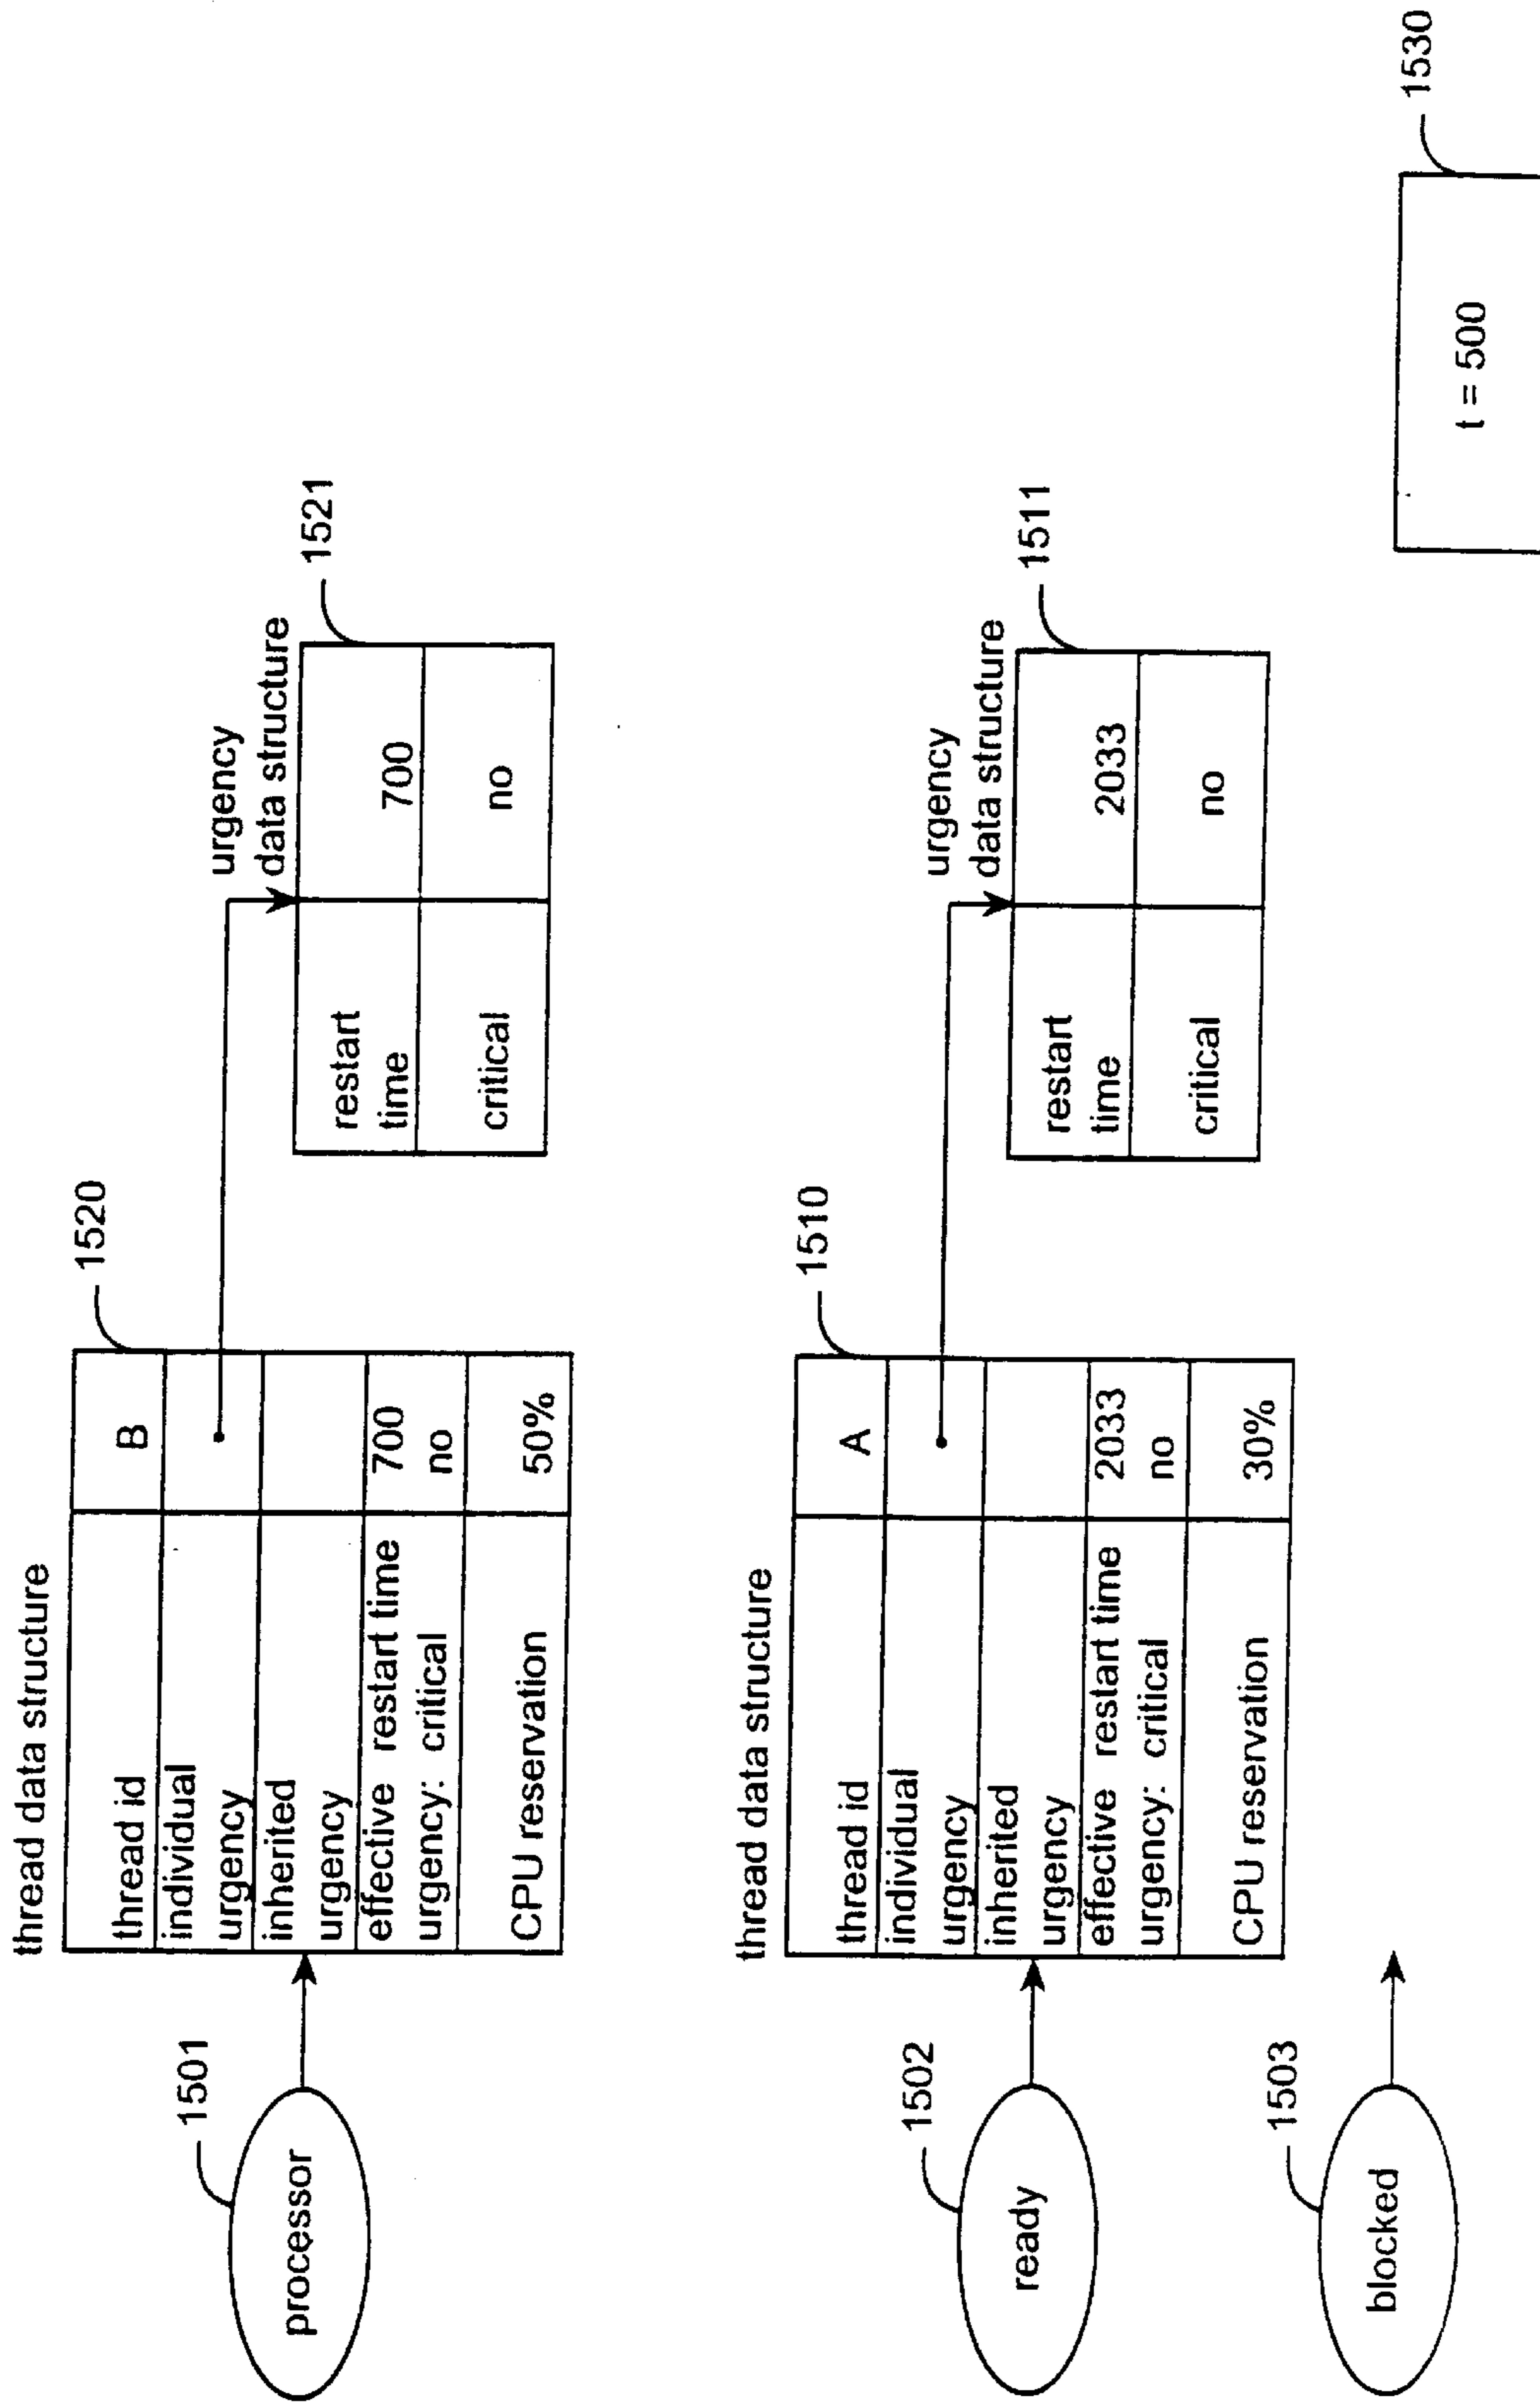 thread data structure
1501
processor
1520
thread id B
individual
urgency
inherited
urgency
effective restart time 700
urgency: critical no
CPU reservation 50%
urgency
data structure
1521
restart
time 700
critical no
thread data structure
1502
ready
1510
thread id A
individual
urgency
inherited
urgency
effective restart time 2033
urgency: critical no
CPU reservation 30%
urgency
data structure
1511
restart
time 2033
critical no
1503
blocked
1530
t = 500